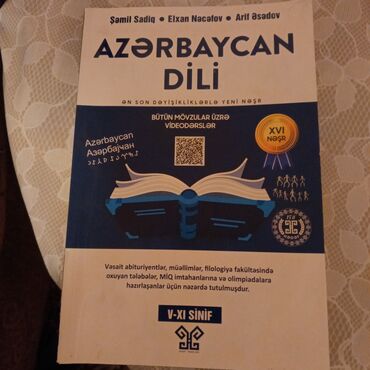 Şamil Sadiq • Elxan Nəcəfov • Arif Əsədov
AZƏRBAYCAN
DİLİ
ƏN SON DƏYİŞİKLİKLƏRLƏ YENİ NƏŞR
BÜTÜN MÖVZULAR ÜZRƏ
VİDEODƏRSLƏR
XVI
NƏŞR
Azərbaycan
Азәрбајҹан
Vəsait abituriyentlər, müəllimlər, filologiya fakültəsində
oxuyan tələbələr, MİQ imtahanlarına və olimpiadalara
hazırlaşanlar üçün nəzərdə tutulmuşdur.
V-XI SİNİF